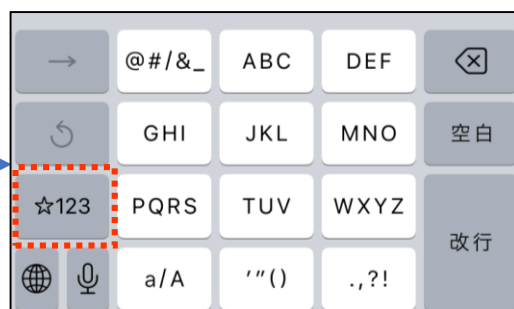 → @#/&_ ABC DEF
GHI JKL MNO 空白
☆123 PQRS TUV WXYZ
改行
a/A '"() .,?!